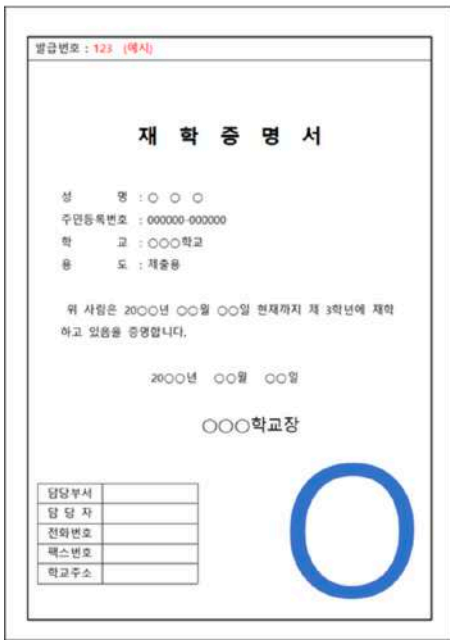 발급번호 : 123 (예시)
재 학 증 명 서
성 명 : ○ ○ ○
주민등록번호 : 000000-000000
학 교 : ○○○학교
용 도 : 제출용
위 사람은 20○○년 ○○월 ○○일 현재까지 제 3학년에 재학
하고 있음을 증명합니다.
20○○년 ○○월 ○○일
○○○학교장
담당부서
담 당 자
전화번호
팩스번호
학교주소